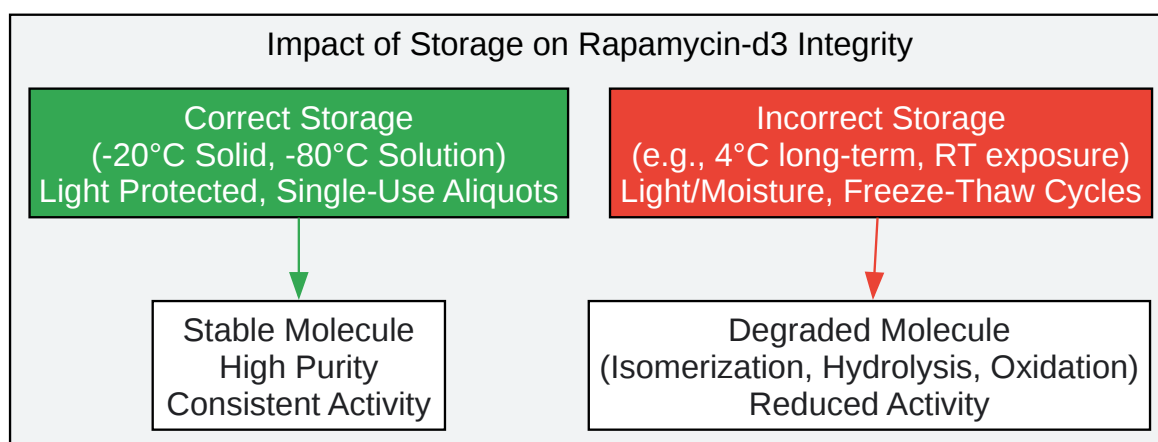 Impact of Storage on Rapamycin-d3 Integrity
Correct Storage
(-20°C Solid, -80°C Solution)
Light Protected, Single-Use Aliquots
Incorrect Storage
(e.g., 4°C long-term, RT exposure)
Light/Moisture, Freeze-Thaw Cycles
Stable Molecule
High Purity
Consistent Activity
Degraded Molecule
(Isomerization, Hydrolysis, Oxidation)
Reduced Activity